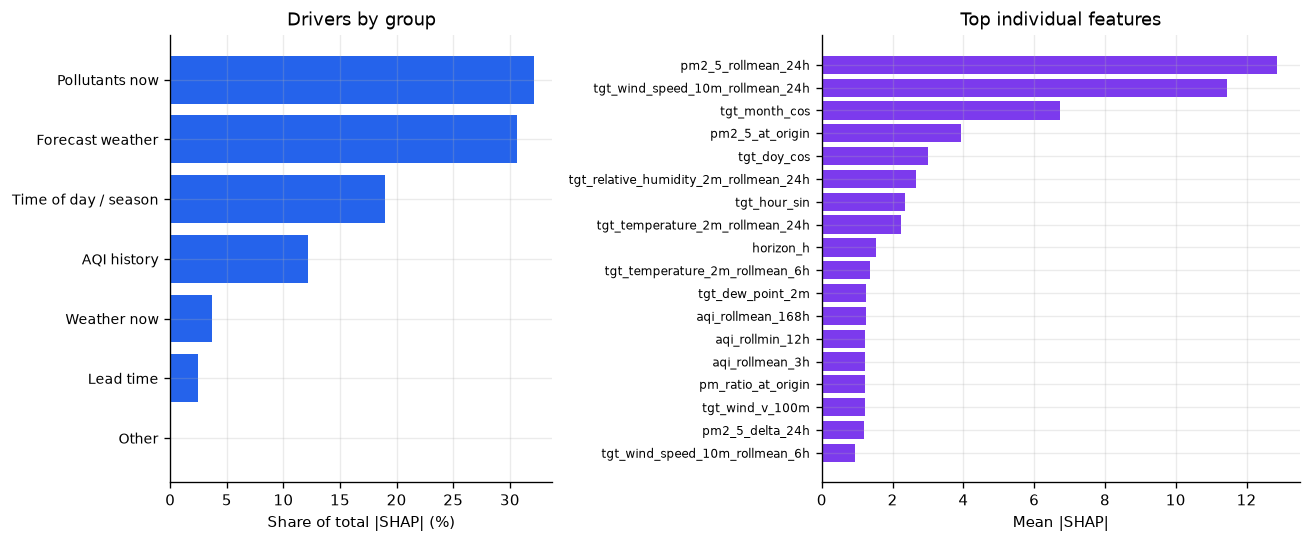 Drivers by group
Pollutants now
Forecast weather
Time of day / season
AQI history
Weather now
Lead time
Other
0 5 10 15 20 25 30
Share of total |SHAP| (%)
Top individual features
pm2_5_rollmean_24h
tgt_wind_speed_10m_rollmean_24h
tgt_month_cos
pm2_5_at_origin
tgt_doy_cos
tgt_relative_humidity_2m_rollmean_24h
tgt_hour_sin
tgt_temperature_2m_rollmean_24h
horizon_h
tgt_temperature_2m_rollmean_6h
tgt_dew_point_2m
aqi_rollmean_168h
aqi_rollmin_12h
aqi_rollmean_3h
pm_ratio_at_origin
tgt_wind_v_100m
pm2_5_delta_24h
tgt_wind_speed_10m_rollmean_6h
0 2 4 6 8 10 12
Mean |SHAP|